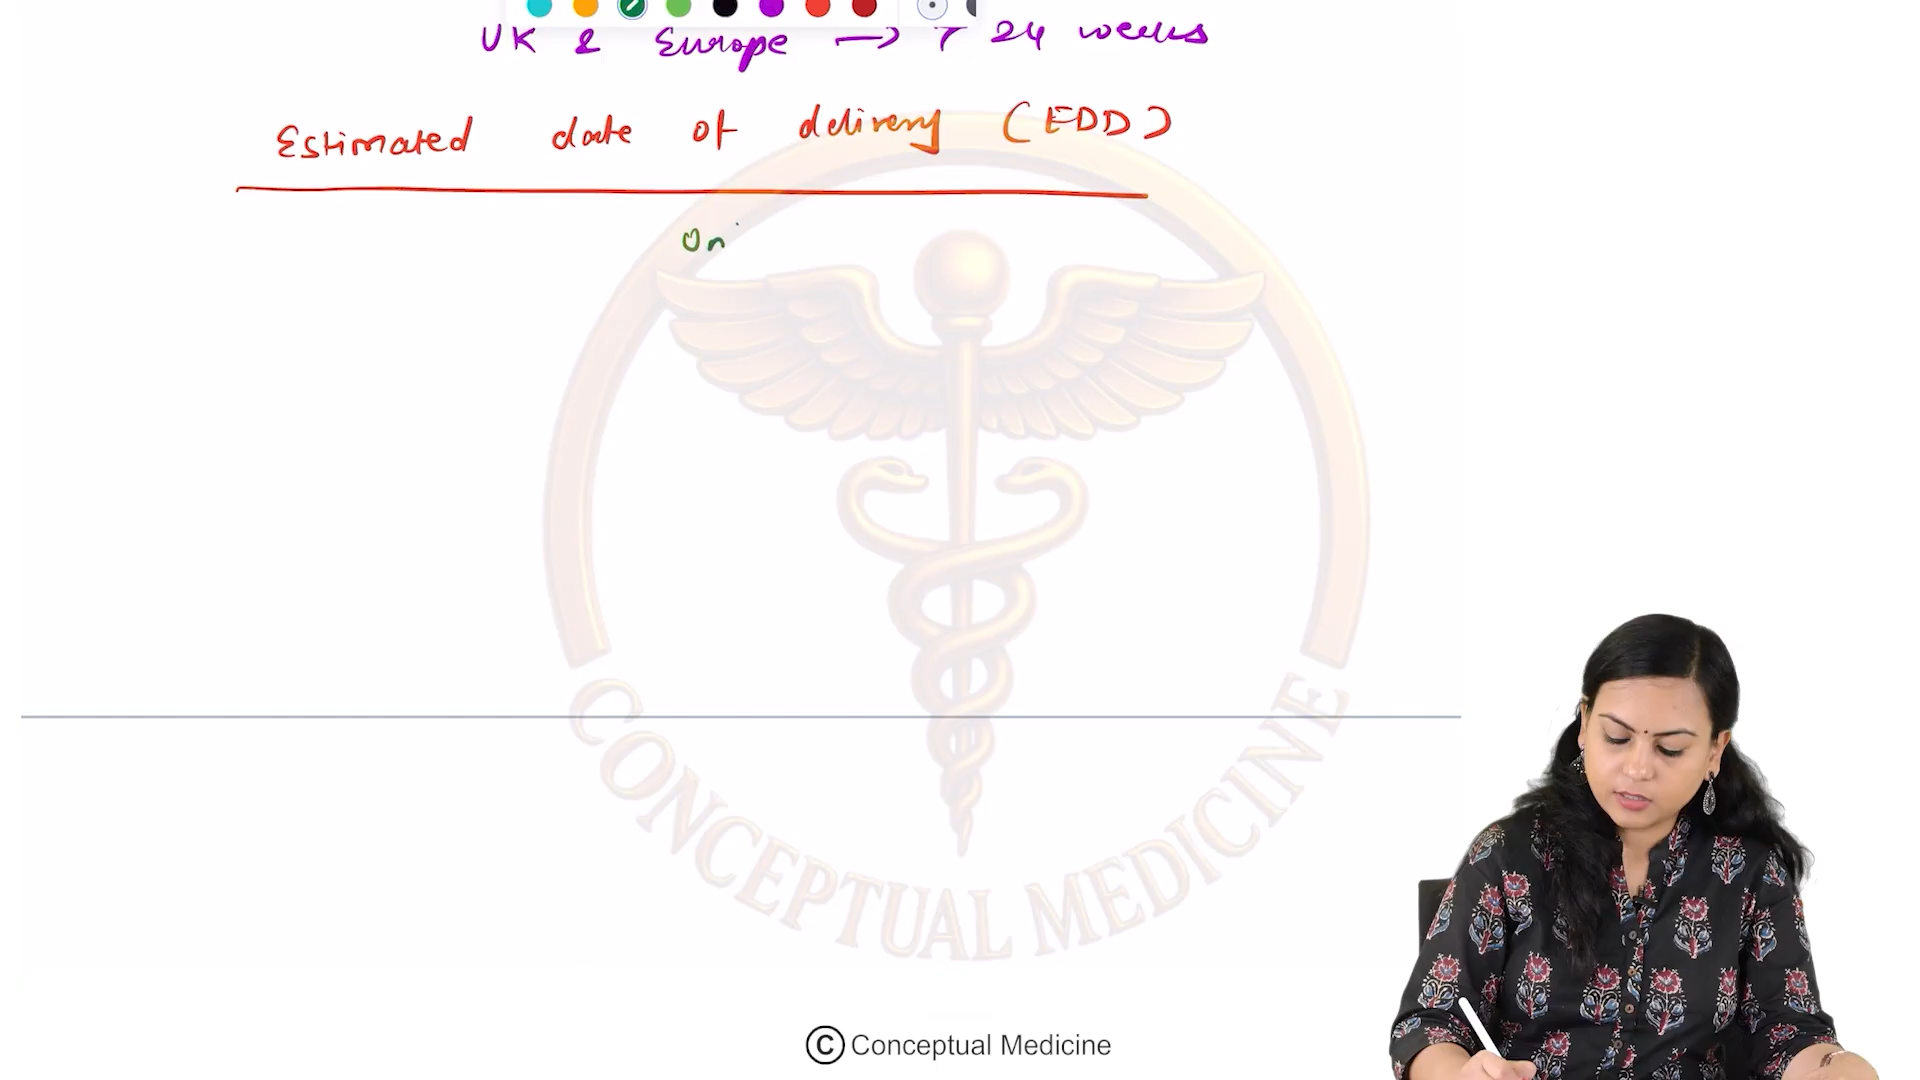 UK & Europe → > 24 weeks
Estimated date of delivery (EDD)
On
CONCEPTUAL MEDICINE
© Conceptual Medicine